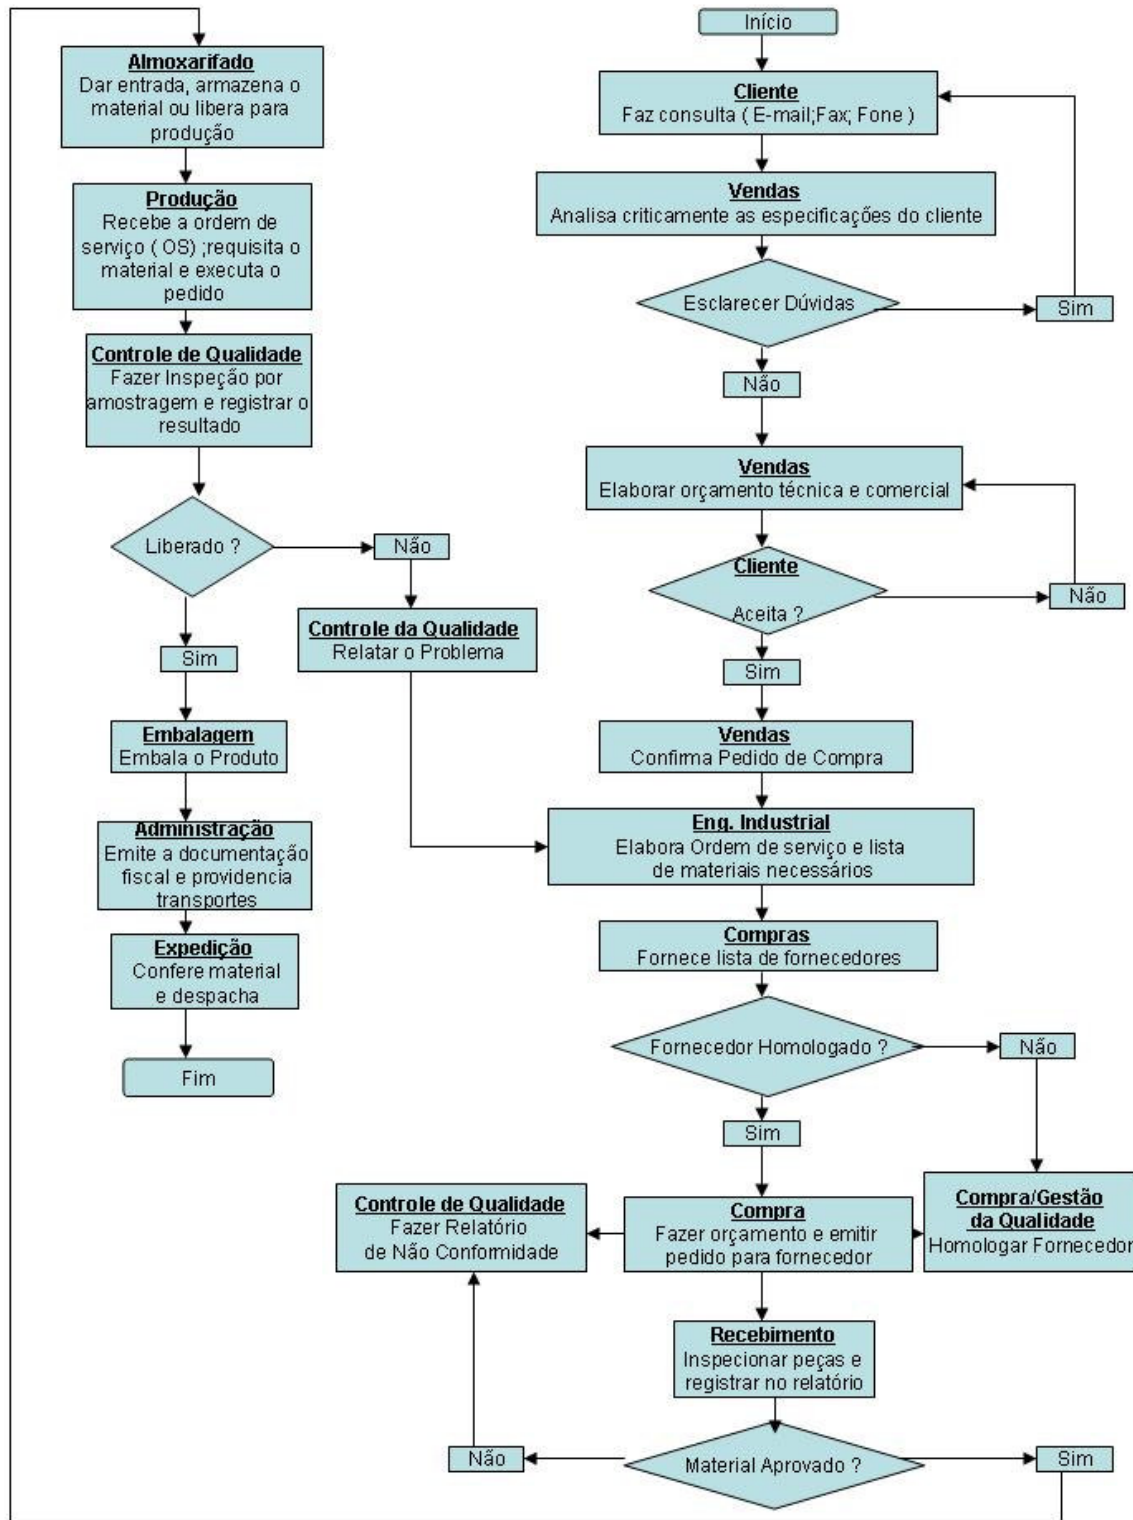 Início
Cliente
Faz consulta ( E-mail;Fax; Fone )
Vendas
Analisa criticamente as especificações do cliente
Esclarecer Dúvidas
Sim
Não
Vendas
Elaborar orçamento técnica e comercial
Cliente
Aceita ?
Não
Sim
Vendas
Confirma Pedido de Compra
Eng. Industrial
Elabora Ordem de serviço e lista
de materiais necessários
Compras
Fornece lista de fornecedores
Fornecedor Homologado ?
Não
Sim
Compra/Gestão
da Qualidade
Homologar Fornecedor
Compra
Fazer orçamento e emitir
pedido para fornecedor
Controle de Qualidade
Fazer Relatório
de Não Conformidade
Recebimento
Inspecionar peças e
registrar no relatório
Material Aprovado ?
Não
Sim
Almoxarifado
Dar entrada, armazena o
material ou libera para
produção
Produção
Recebe a ordem de
serviço ( OS) ;requisita o
material e executa o
pedido
Controle de Qualidade
Fazer Inspeção por
amostragem e registrar o
resultado
Liberado ?
Não
Controle da Qualidade
Relatar o Problema
Sim
Embalagem
Embala o Produto
Administração
Emite a documentação
fiscal e providencia
transportes
Expedição
Confere material
e despacha
Fim